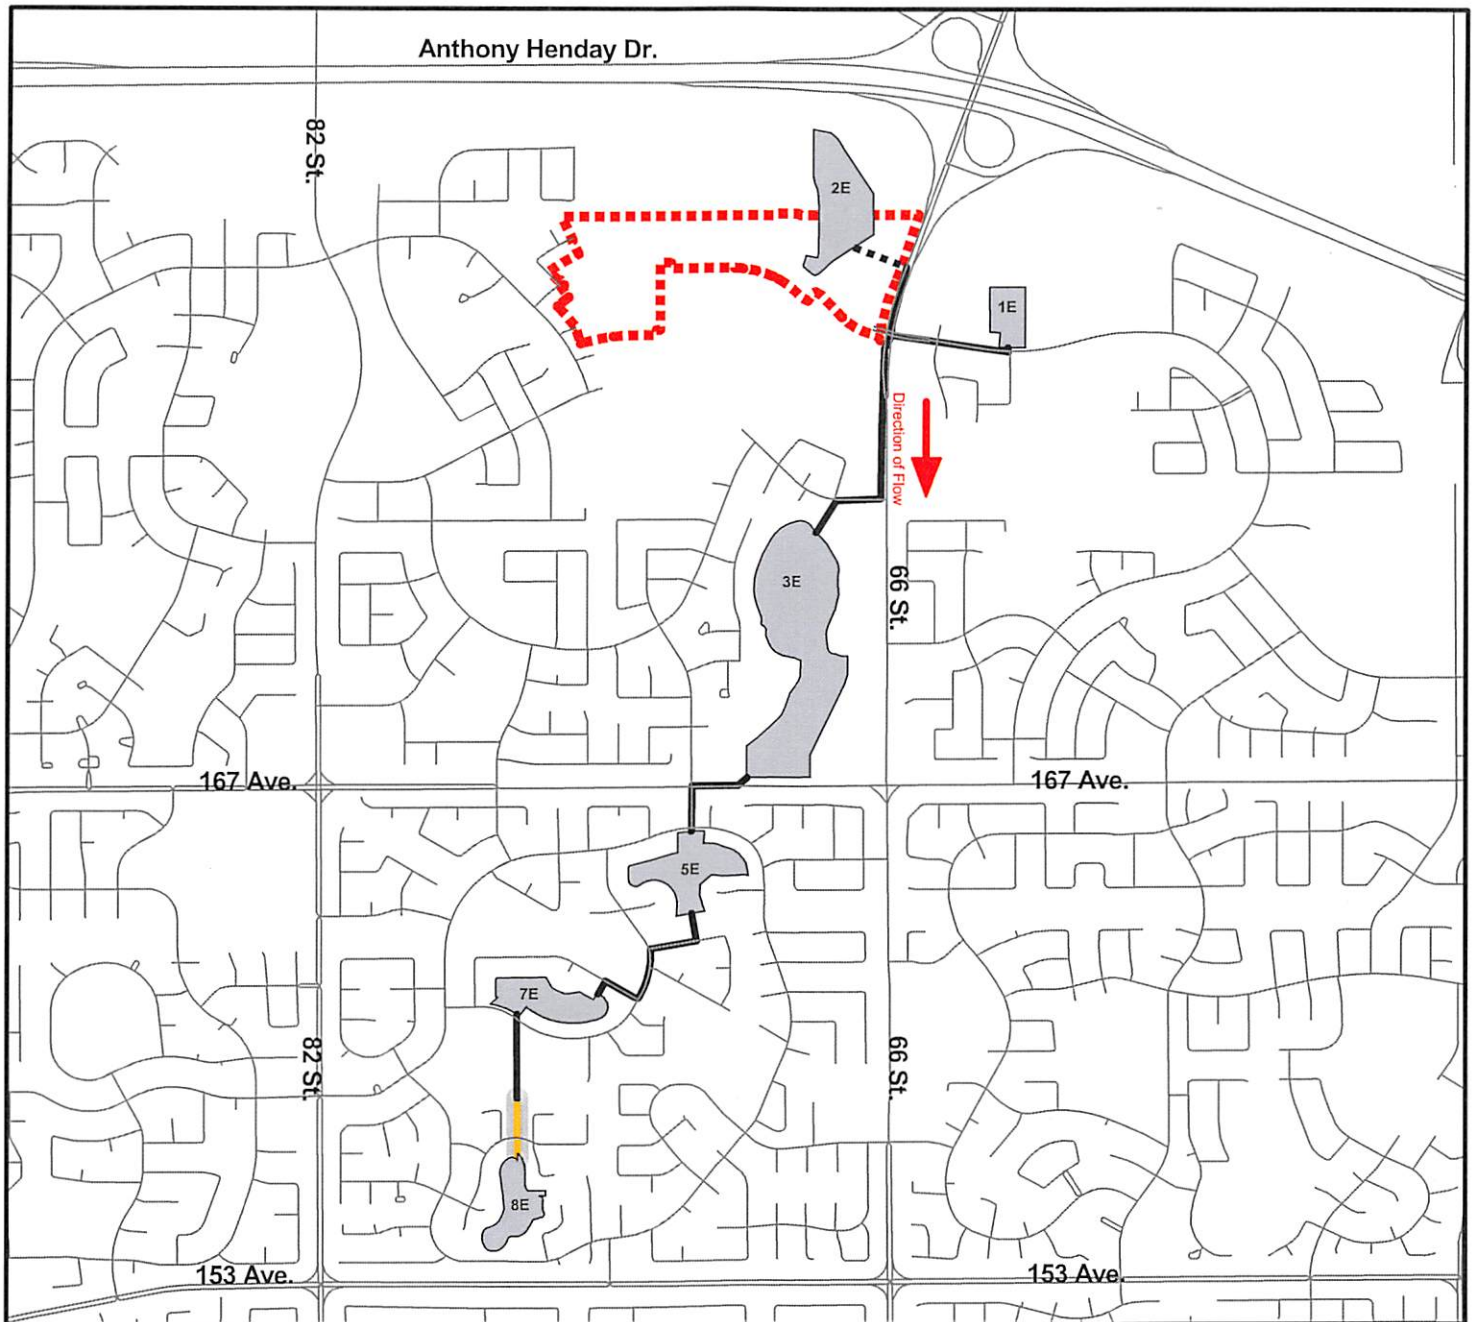 Anthony Henday Dr.
82 St.
2E
1E
Direction of Flow
3E
66 St.
167 Ave.
167 Ave.
5E
7E
82 St.
66 St.
8E
153 Ave.
153 Ave.